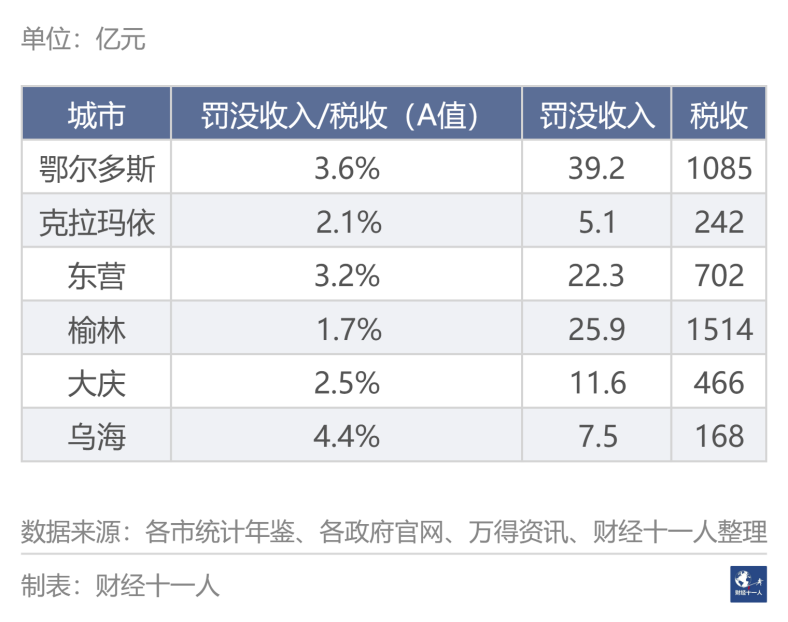 单位：亿元
城市 罚没收入/税收（A值） 罚没收入 税收
鄂尔多斯 3.6% 39.2 1085
克拉玛依 2.1% 5.1 242
东营 3.2% 22.3 702
榆林 1.7% 25.9 1514
大庆 2.5% 11.6 466
乌海 4.4% 7.5 168
数据来源：各市统计年鉴、各政府官网、万得资讯、财经十一人整理
制表：财经十一人
财经十一人